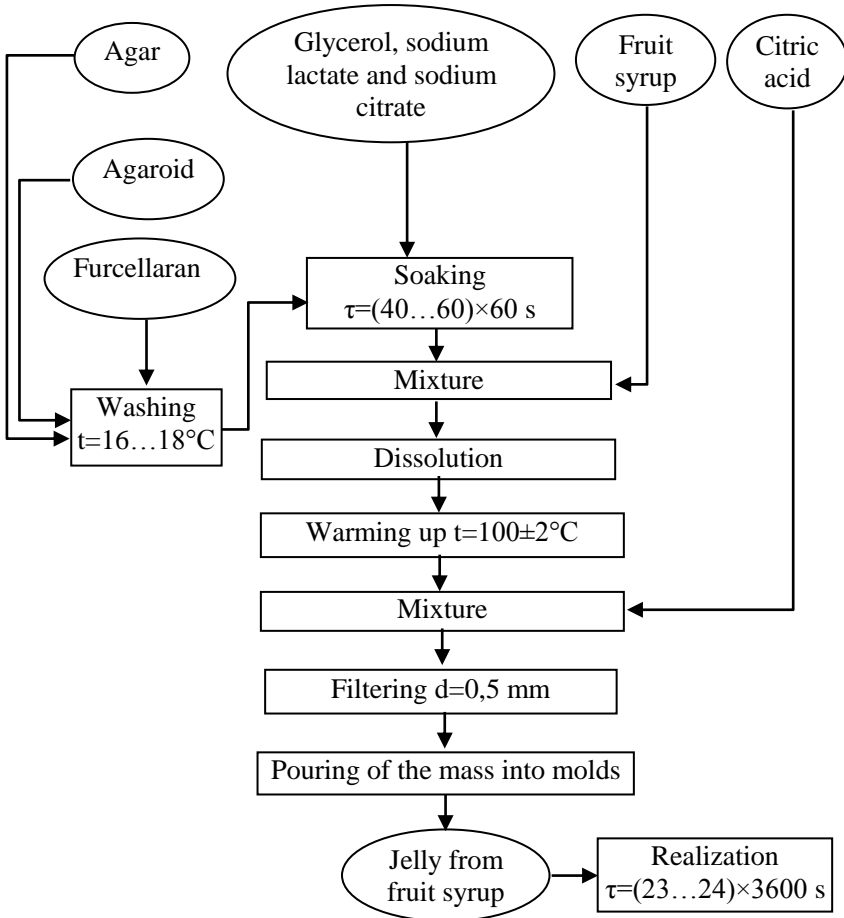 Agar
Glycerol, sodium
lactate and sodium
citrate
Fruit
syrup
Citric
acid
Agaroid
Furcellaran
Soaking
τ=(40…60)×60 s
Mixture
Washing
t=16…18°C
Dissolution
Warming up t=100±2°C
Mixture
Filtering d=0,5 mm
Pouring of the mass into molds
Jelly from
fruit syrup
Realization
τ=(23…24)×3600 s